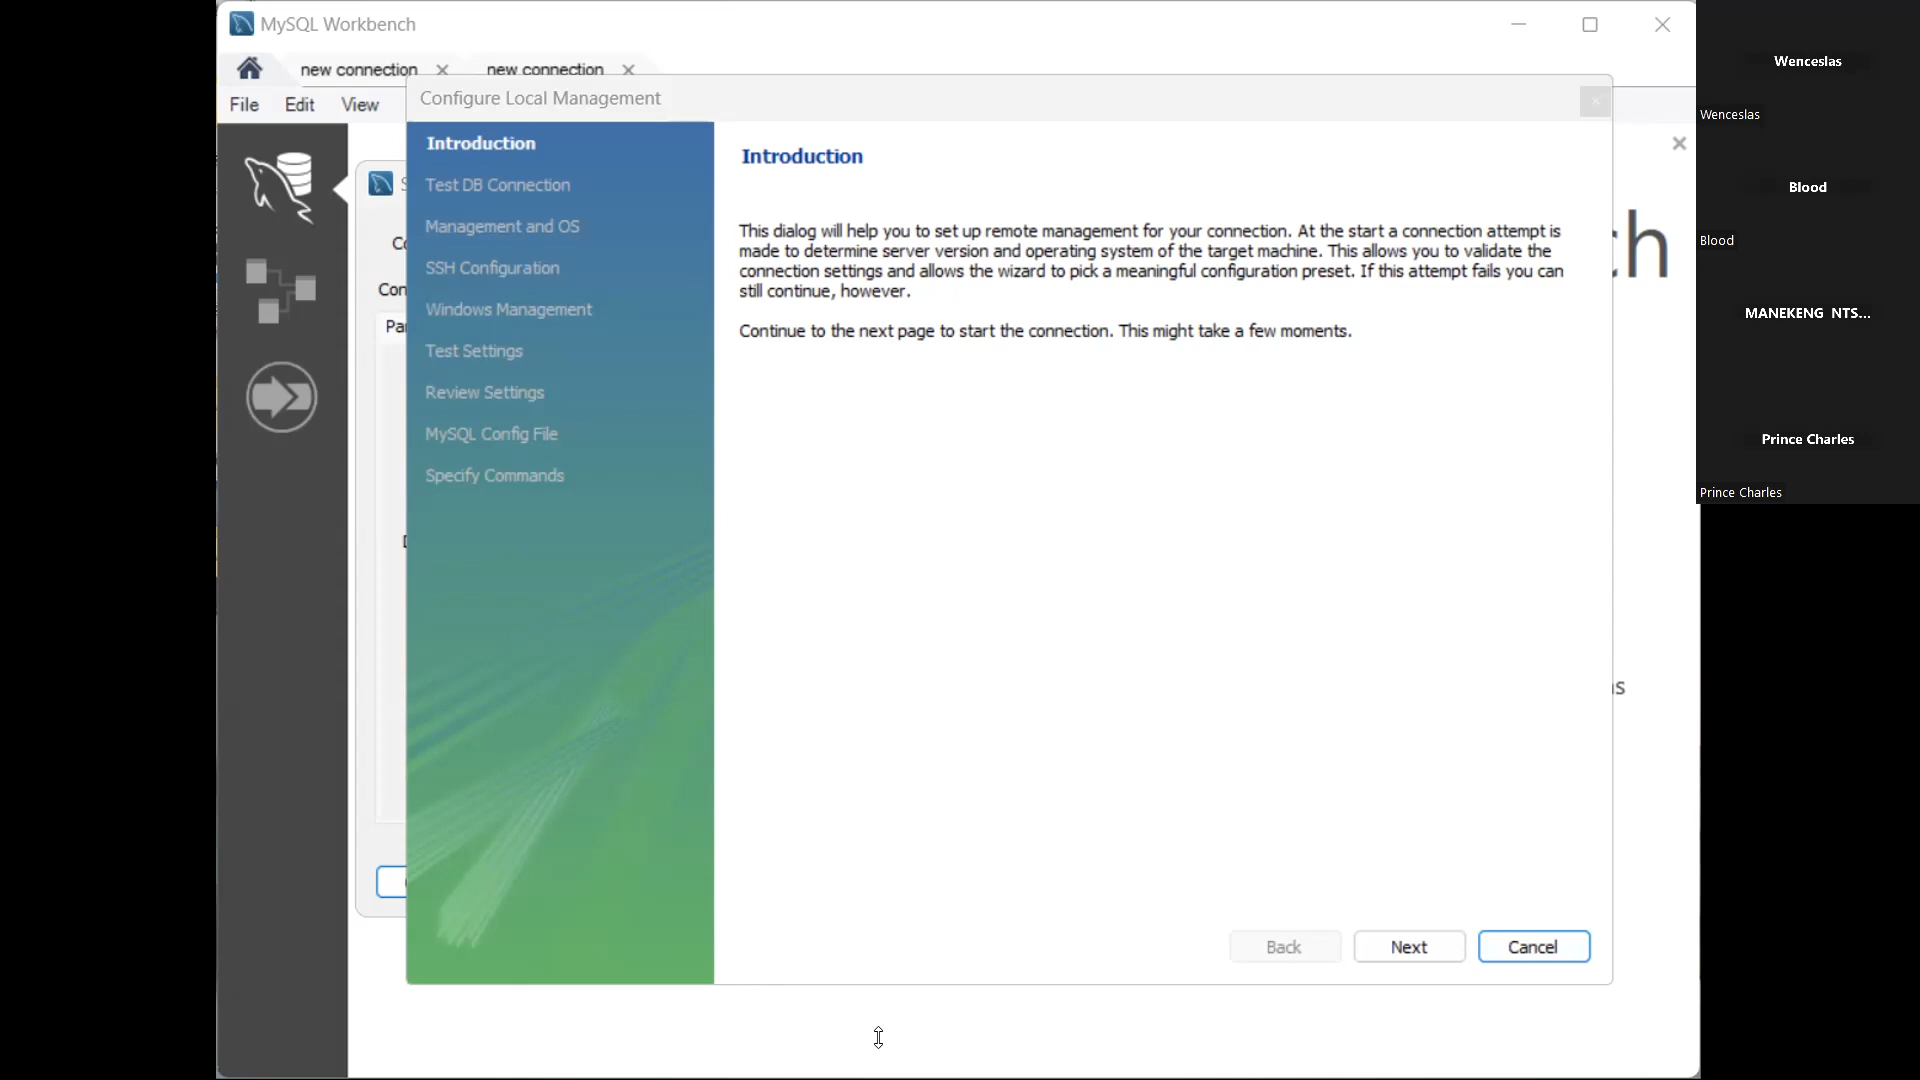 MySQL Workbench
new connection
new connection
File Edit View
Configure Local Management
Introduction
Test DB Connection
Management and OS
SSH Configuration
Windows Management
Test Settings
Review Settings
MySQL Config File
Specify Commands
Introduction
This dialog will help you to set up remote management for your connection. At the start a connection attempt is
made to determine server version and operating system of the target machine. This allows you to validate the
connection settings and allows the wizard to pick a meaningful configuration preset. If this attempt fails you can
still continue, however.
Continue to the next page to start the connection. This might take a few moments.
Back Next Cancel
Wenceslas
Wenceslas
Blood
Blood
MANEKENG NTS...
Prince Charles
Prince Charles